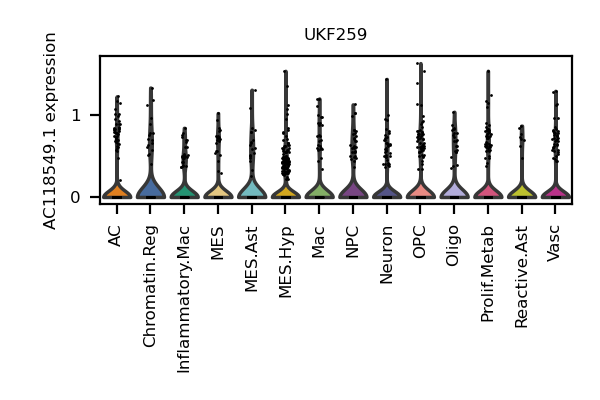 UKF259
AC118549.1 expression
1
0
AC
Chromatin.Reg
Inflammatory.Mac
MES
MES.Ast
MES.Hyp
Mac
NPC
Neuron
OPC
Oligo
Prolif.Metab
Reactive.Ast
Vasc